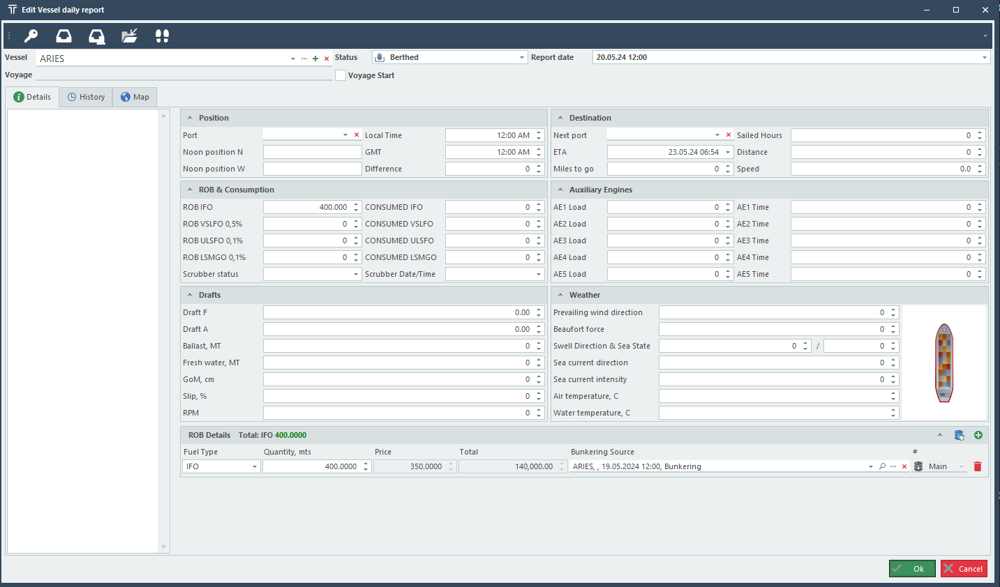 Edit Vessel daily report
Vessel ARIES Status Berthed Report date 20.05.24 12:00
Voyage Voyage Start
Details History Map
Position
Port Local Time 12:00 AM
Noon position N GMT 12:00 AM
Noon position W Difference 0
Destination
Next port Sailed Hours 0
ETA 23.05.24 06:54 Distance 0
Miles to go 0 Speed 0.0
ROB & Consumption
ROB IFO 400.000 CONSUMED IFO 0
ROB VSLFO 0,5% 0 CONSUMED VSLFO 0
ROB ULSFO 0,1% 0 CONSUMED ULSFO 0
ROB LSMGO 0,1% 0 CONSUMED LSMGO 0
Scrubber status Scrubber Date/Time
Auxiliary Engines
AE1 Load 0 AE1 Time 0
AE2 Load 0 AE2 Time 0
AE3 Load 0 AE3 Time 0
AE4 Load 0 AE4 Time 0
AE5 Load 0 AE5 Time 0
Drafts
Draft F 0.00
Draft A 0.00
Ballast, MT 0
Fresh water, MT 0
GoM, cm 0
Slip, % 0
RPM 0
Weather
Prevailing wind direction 0
Beaufort force 0
Swell Direction & Sea State 0 / 0
Sea current direction 0
Sea current intensity 0
Air temperature, C
Water temperature, C
ROB Details Total: IFO 400.0000
Fuel Type Quantity, mts Price Total Bunkering Source #
IFO 400.0000 350.0000 140,000.00 ARIES, , 19.05.2024 12:00, Bunkering Main
Ok Cancel